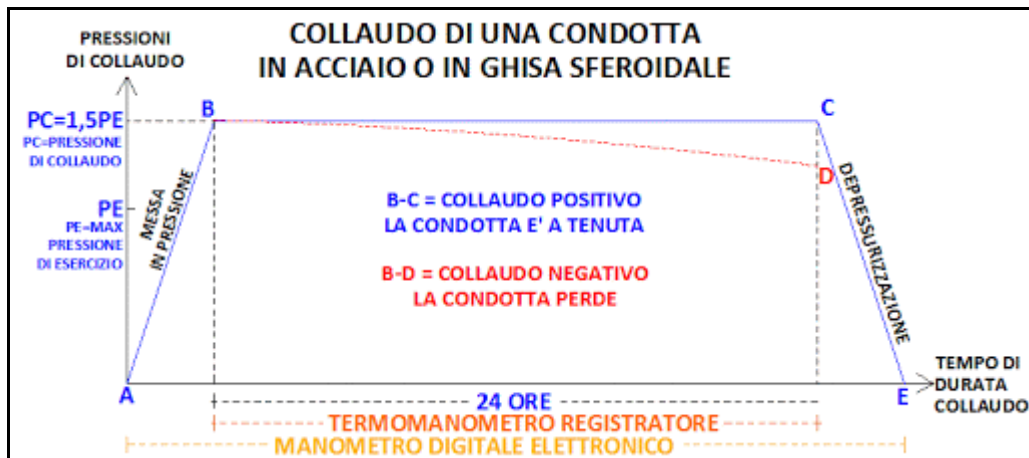 PRESSIONI
DI COLLAUDO
COLLAUDO DI UNA CONDOTTA
IN ACCIAIO O IN GHISA SFEROIDALE
B
C
PC=1,5PE
PC=PRESSIONE
DI COLLAUDO
MESSA
IN PRESSIONE
D
PE
PE=MAX
PRESSIONE
DI ESERCIZIO
B-C = COLLAUDO POSITIVO
LA CONDOTTA E' A TENUTA
B-D = COLLAUDO NEGATIVO
LA CONDOTTA PERDE
DEPRESSURIZZAZIONE
A
24 ORE
E
TEMPO DI
DURATA
COLLAUDO
TERMOMANOMETRO REGISTRATORE
MANOMETRO DIGITALE ELETTRONICO